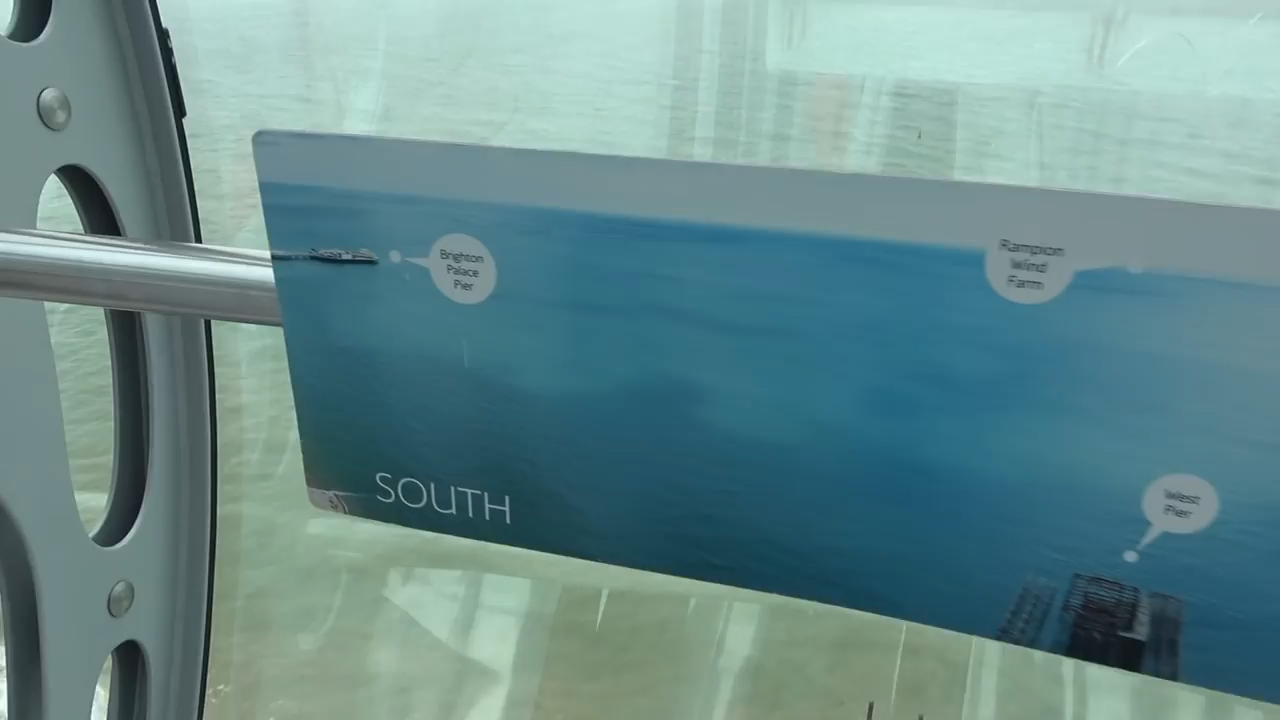 Brighton
Palace
Pier
Rampion
Wind
Farm
West
Pier
SOUTH